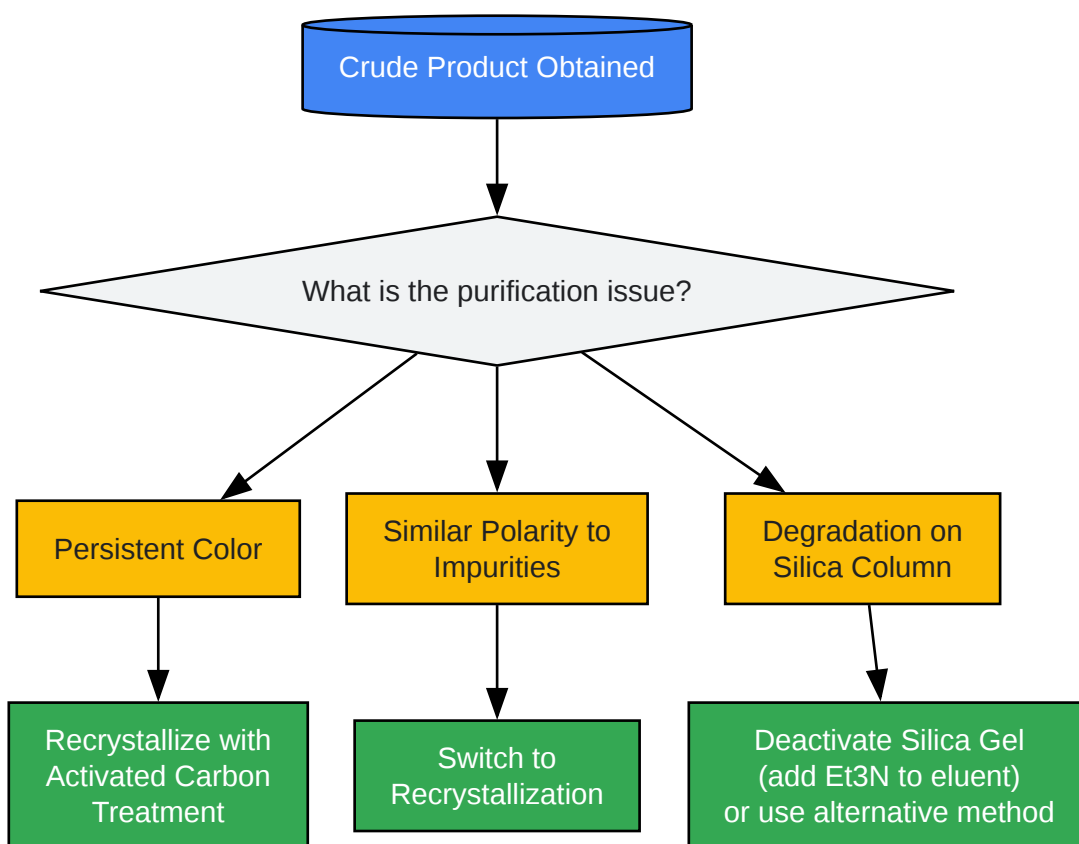 Crude Product Obtained
What is the purification issue?
Persistent Color
Similar Polarity to
Impurities
Degradation on
Silica Column
Recrystallize with
Activated Carbon
Treatment
Switch to
Recrystallization
Deactivate Silica Gel
(add Et3N to eluent)
or use alternative method